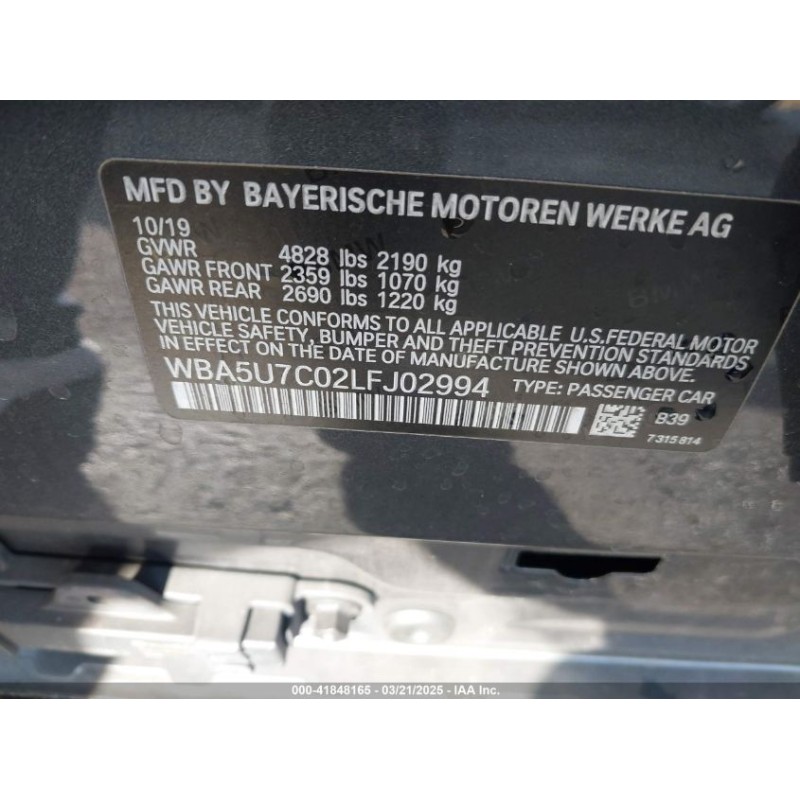 MFD BY BAYERISCHE MOTOREN WERKE AG
10/19
GVWR 4828 lbs 2190 kg
GAWR FRONT 2359 lbs 1070 kg
GAWR REAR 2690 lbs 1220 kg
THIS VEHICLE CONFORMS TO ALL APPLICABLE U.S.FEDERAL MOTOR
VEHICLE SAFETY, BUMPER AND THEFT PREVENTION STANDARDS
IN EFFECT ON THE DATE OF MANUFACTURE SHOWN ABOVE.
WBA5U7C02LFJ02994 TYPE: PASSENGER CAR
B39
7315814
000-41848165 - 03/21/2025 - IAA Inc.